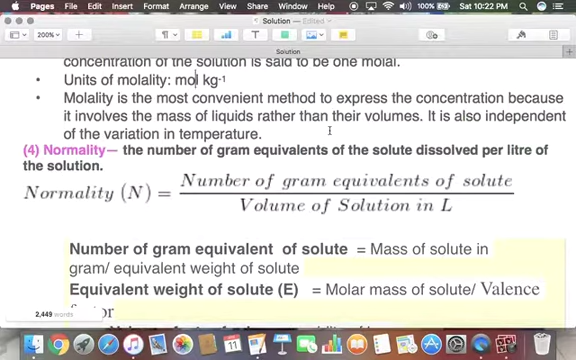 Pages File Edit Insert Format Arrange View Share Window Help 100% Sat 10:22 PM
Solution — Edited
200%
Solution
concentration of the solution is said to be one molal.
• Units of molality: mol kg-1
• Molality is the most convenient method to express the concentration because
it involves the mass of liquids rather than their volumes. It is also independent
of the variation in temperature.
(4) Normality— the number of gram equivalents of the solute dissolved per litre of
the solution.
Normality (N) = Number of gram equivalents of solute
Volume of Solution in L
Number of gram equivalent of solute = Mass of solute in
gram/ equivalent weight of solute
Equivalent weight of solute (E) = Molar mass of solute/ Valence
2,449 words